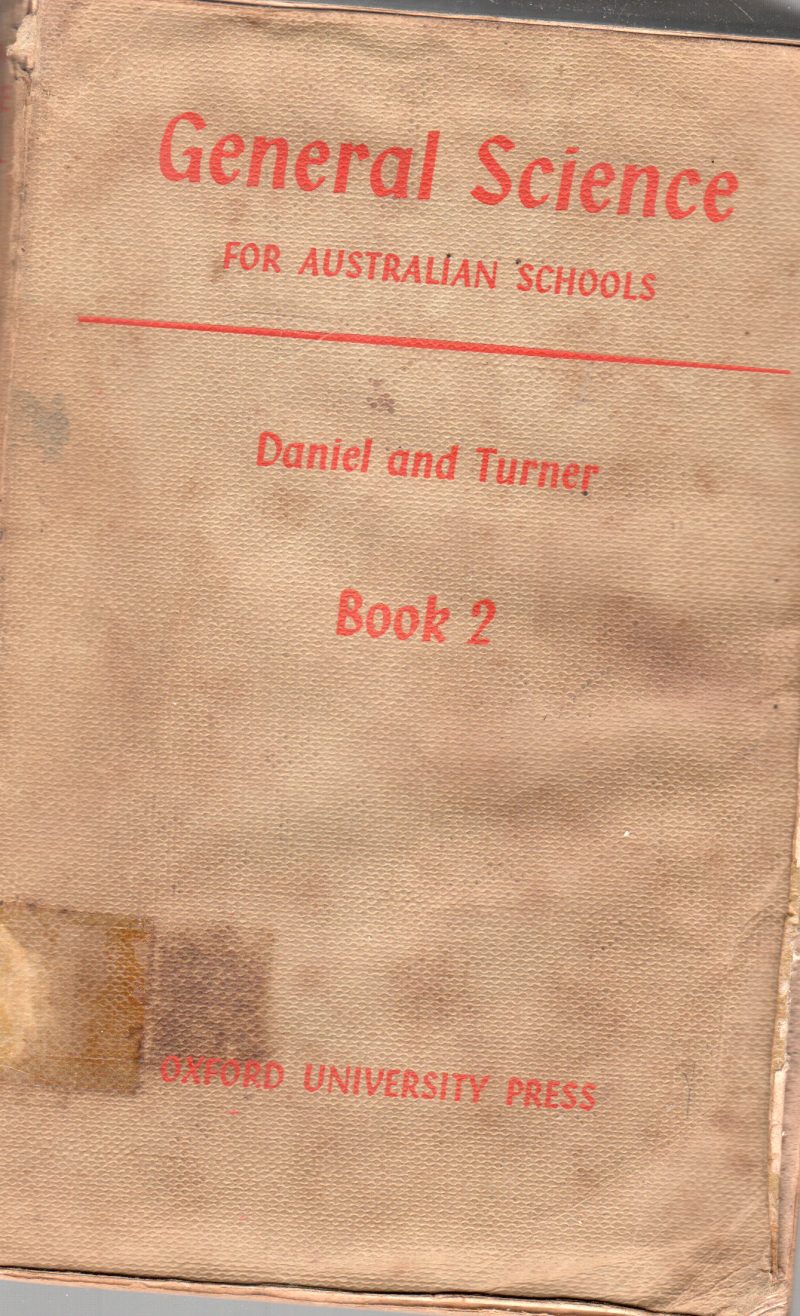 General Science
FOR AUSTRALIAN SCHOOLS
Daniel and Turner
Book 2
OXFORD UNIVERSITY PRESS